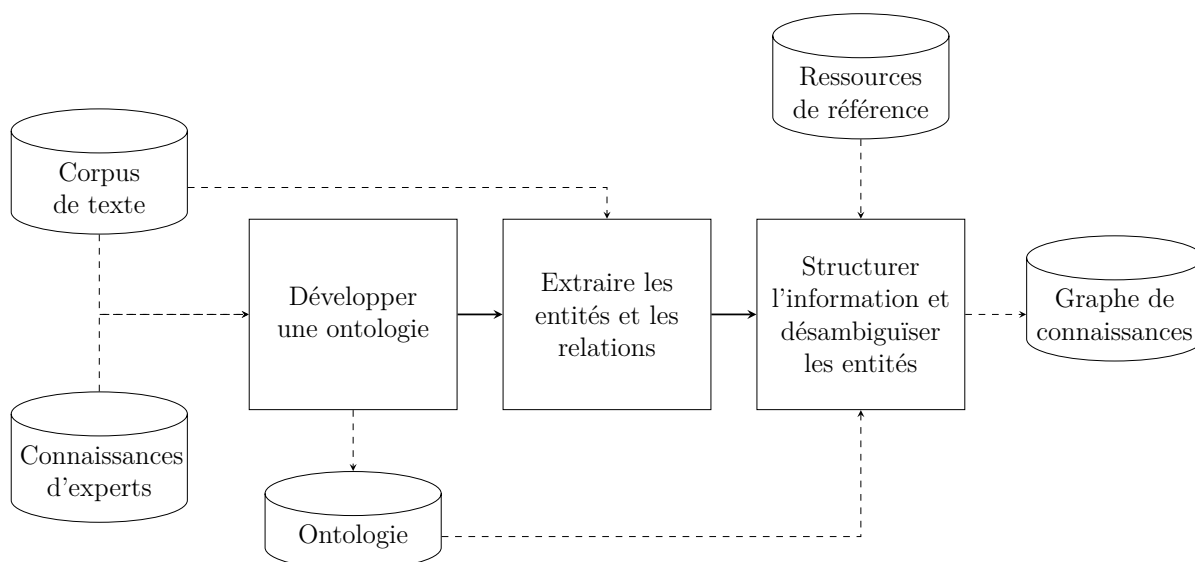 Ressources
de référence
Corpus
de texte
Développer
une ontologie
Extraire les
entités et les
relations
Structurer
l'information et
désambiguïser
les entités
Graphe de
connaissances
Connaissances
d'experts
Ontologie